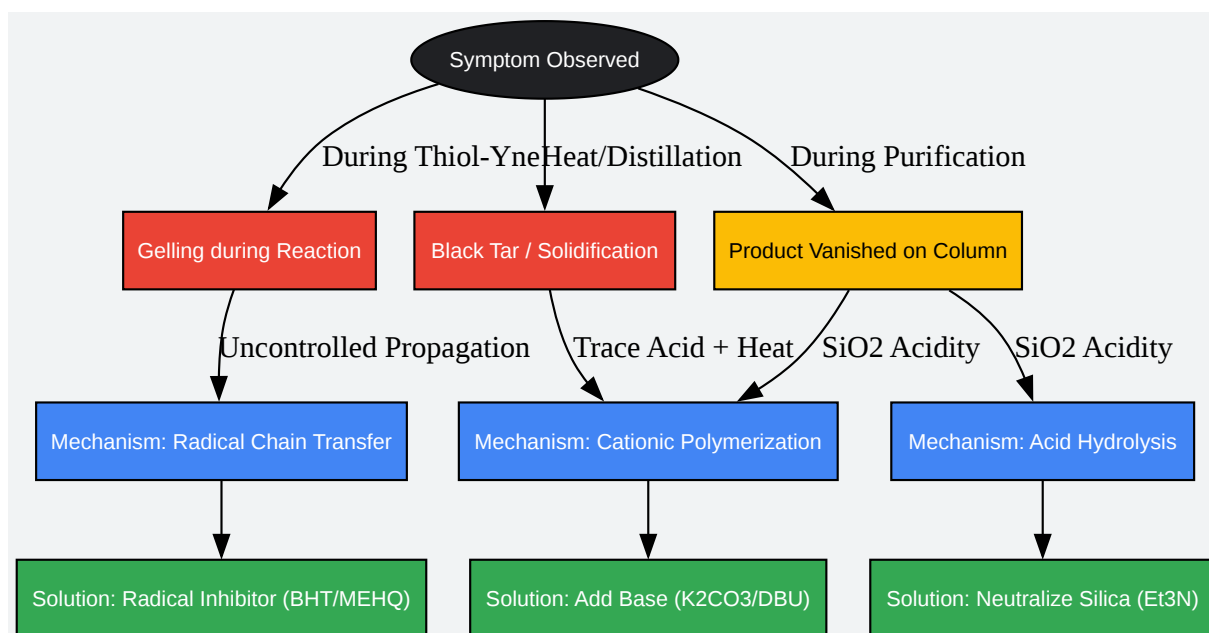 Symptom Observed
During Thiol-Yne
Heat/Distillation
During Purification
Gelling during Reaction
Black Tar / Solidification
Product Vanished on Column
Uncontrolled Propagation
Trace Acid + Heat
SiO2 Acidity
SiO2 Acidity
Mechanism: Radical Chain Transfer
Mechanism: Cationic Polymerization
Mechanism: Acid Hydrolysis
Solution: Radical Inhibitor (BHT/MEHQ)
Solution: Add Base (K2CO3/DBU)
Solution: Neutralize Silica (Et3N)